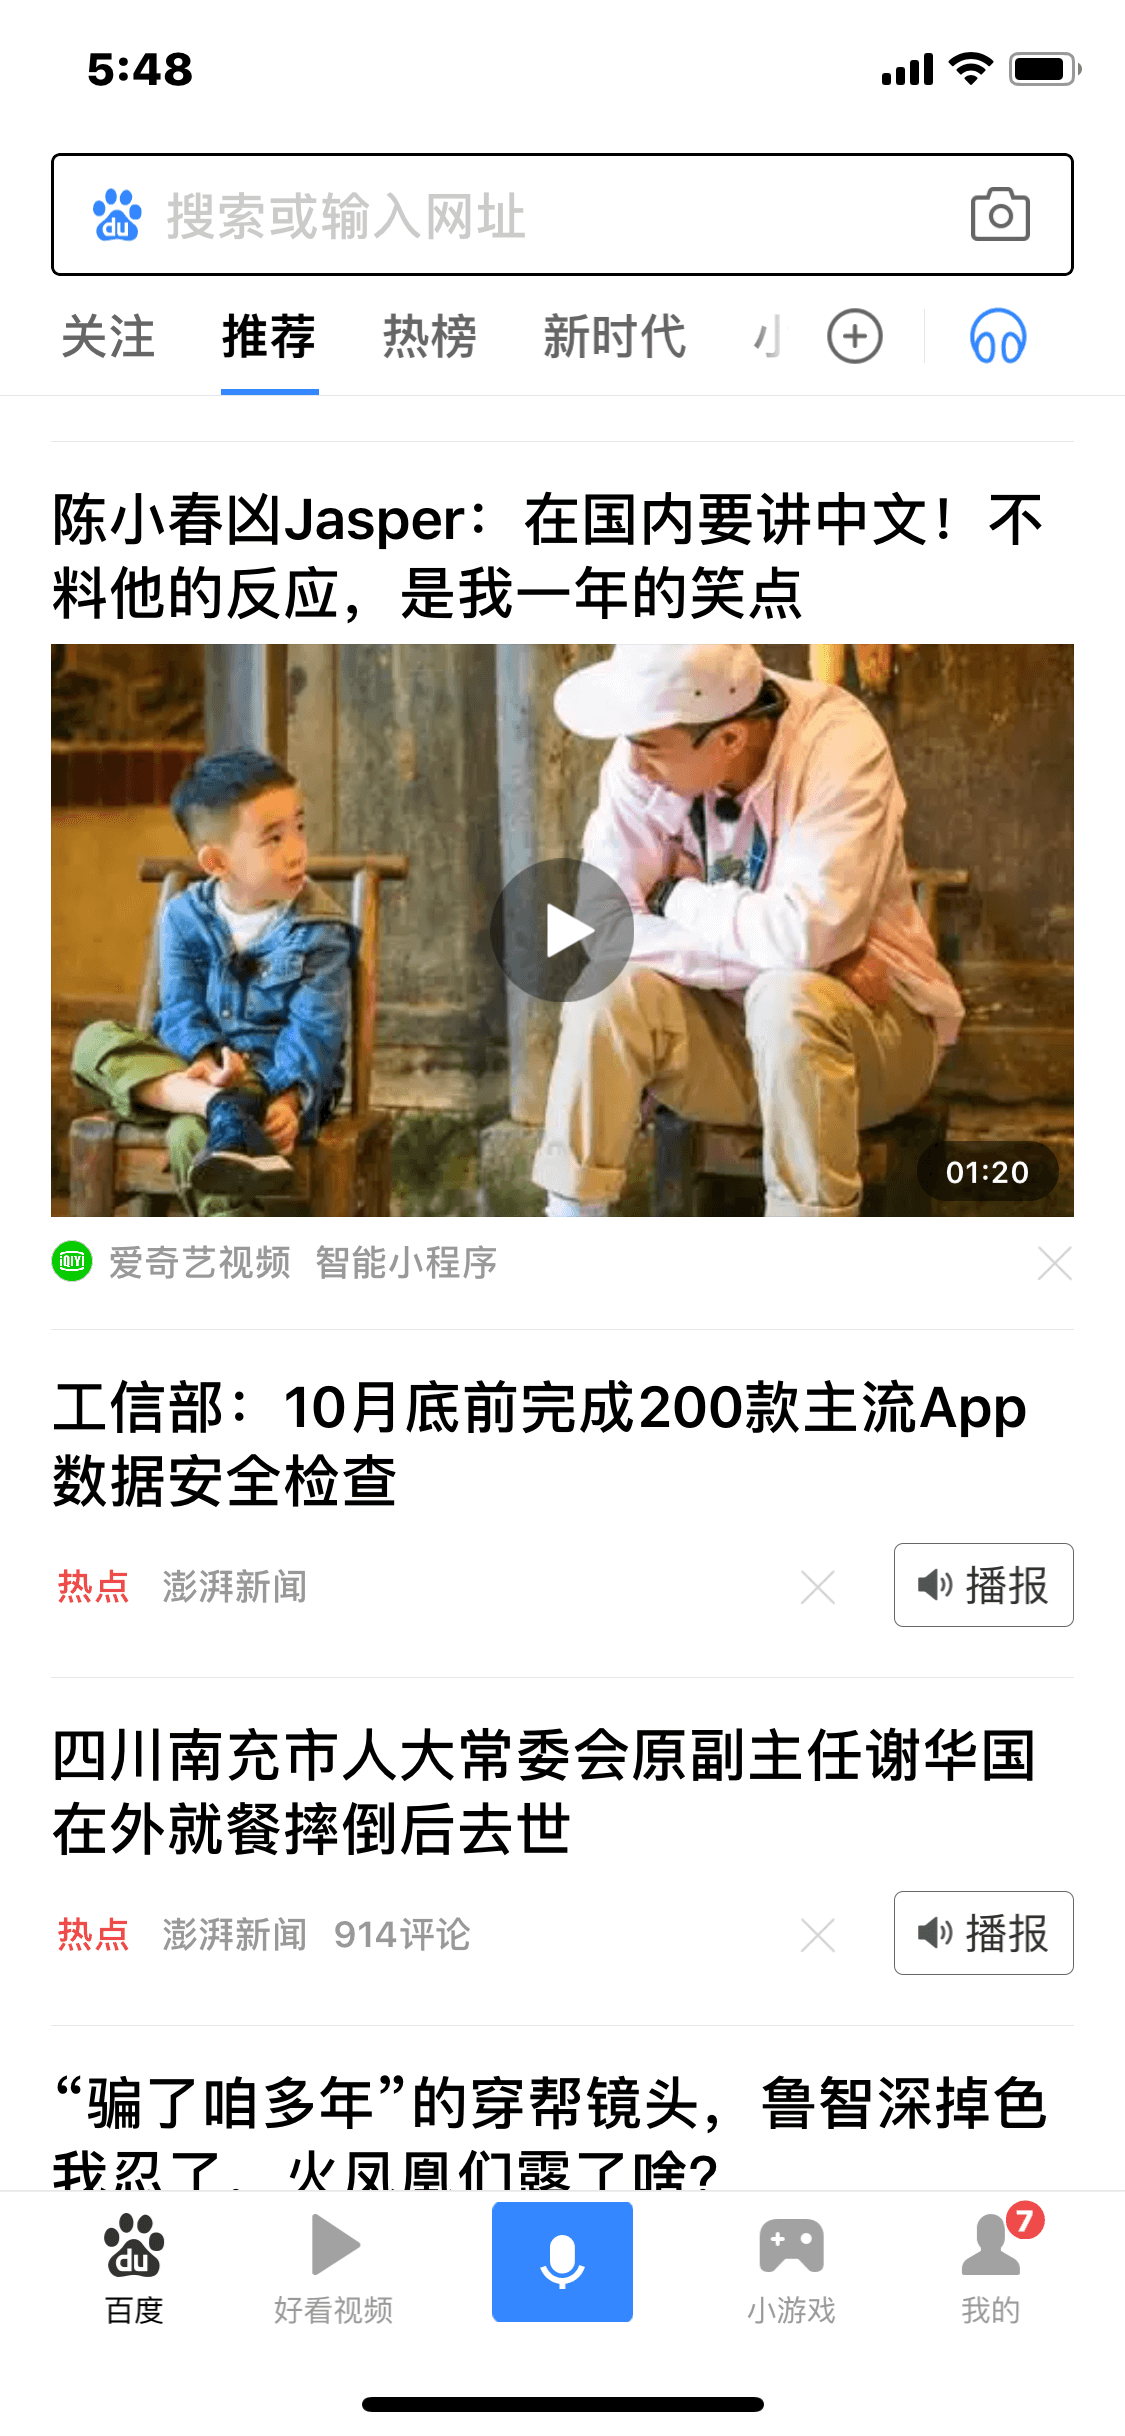 5:48
du 搜索或输入网址
关注 推荐 热榜 新时代
陈小春凶Jasper：在国内要讲中文！不
料他的反应，是我一年的笑点
01:20
iQIYI 爱奇艺视频 智能小程序
工信部：10月底前完成200款主流App
数据安全检查
热点 澎湃新闻 播报
四川南充市人大常委会原副主任谢华国
在外就餐摔倒后去世
热点 澎湃新闻 914评论 播报
“骗了咱多年”的穿帮镜头，鲁智深掉色
我忍了，火凤凰们露了啥？
du 7
百度 好看视频 小游戏 我的